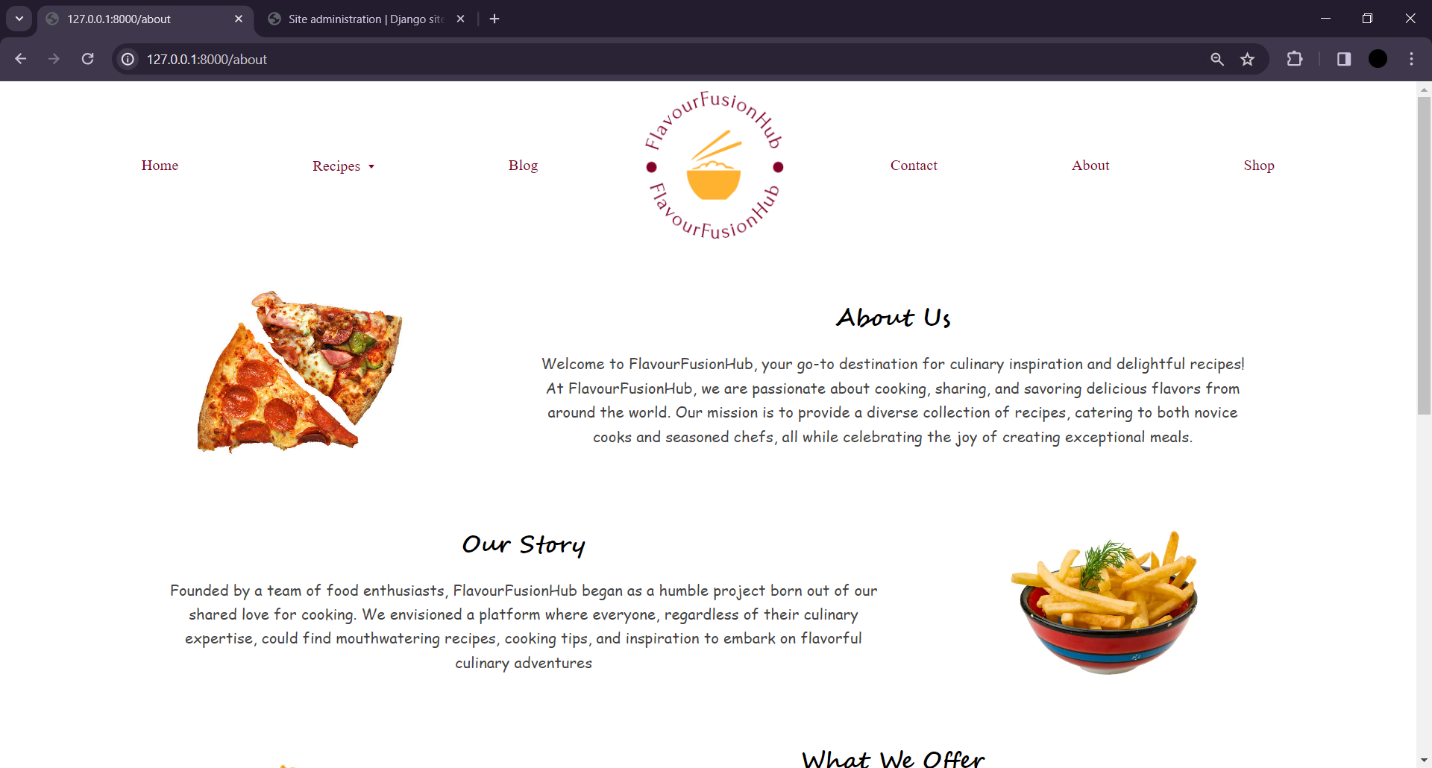 127.0.0.1:8000/about
Site administration | Django site
127.0.0.1:8000/about
FlavourFusionHub
FlavourFusionHub
Home
Recipes
Blog
Contact
About
Shop
About Us
Welcome to FlavourFusionHub, your go-to destination for culinary inspiration and delightful recipes!
At FlavourFusionHub, we are passionate about cooking, sharing, and savoring delicious flavors from
around the world. Our mission is to provide a diverse collection of recipes, catering to both novice
cooks and seasoned chefs, all while celebrating the joy of creating exceptional meals.
Our Story
Founded by a team of food enthusiasts, FlavourFusionHub began as a humble project born out of our
shared love for cooking. We envisioned a platform where everyone, regardless of their culinary
expertise, could find mouthwatering recipes, cooking tips, and inspiration to embark on flavorful
culinary adventures
What We Offer